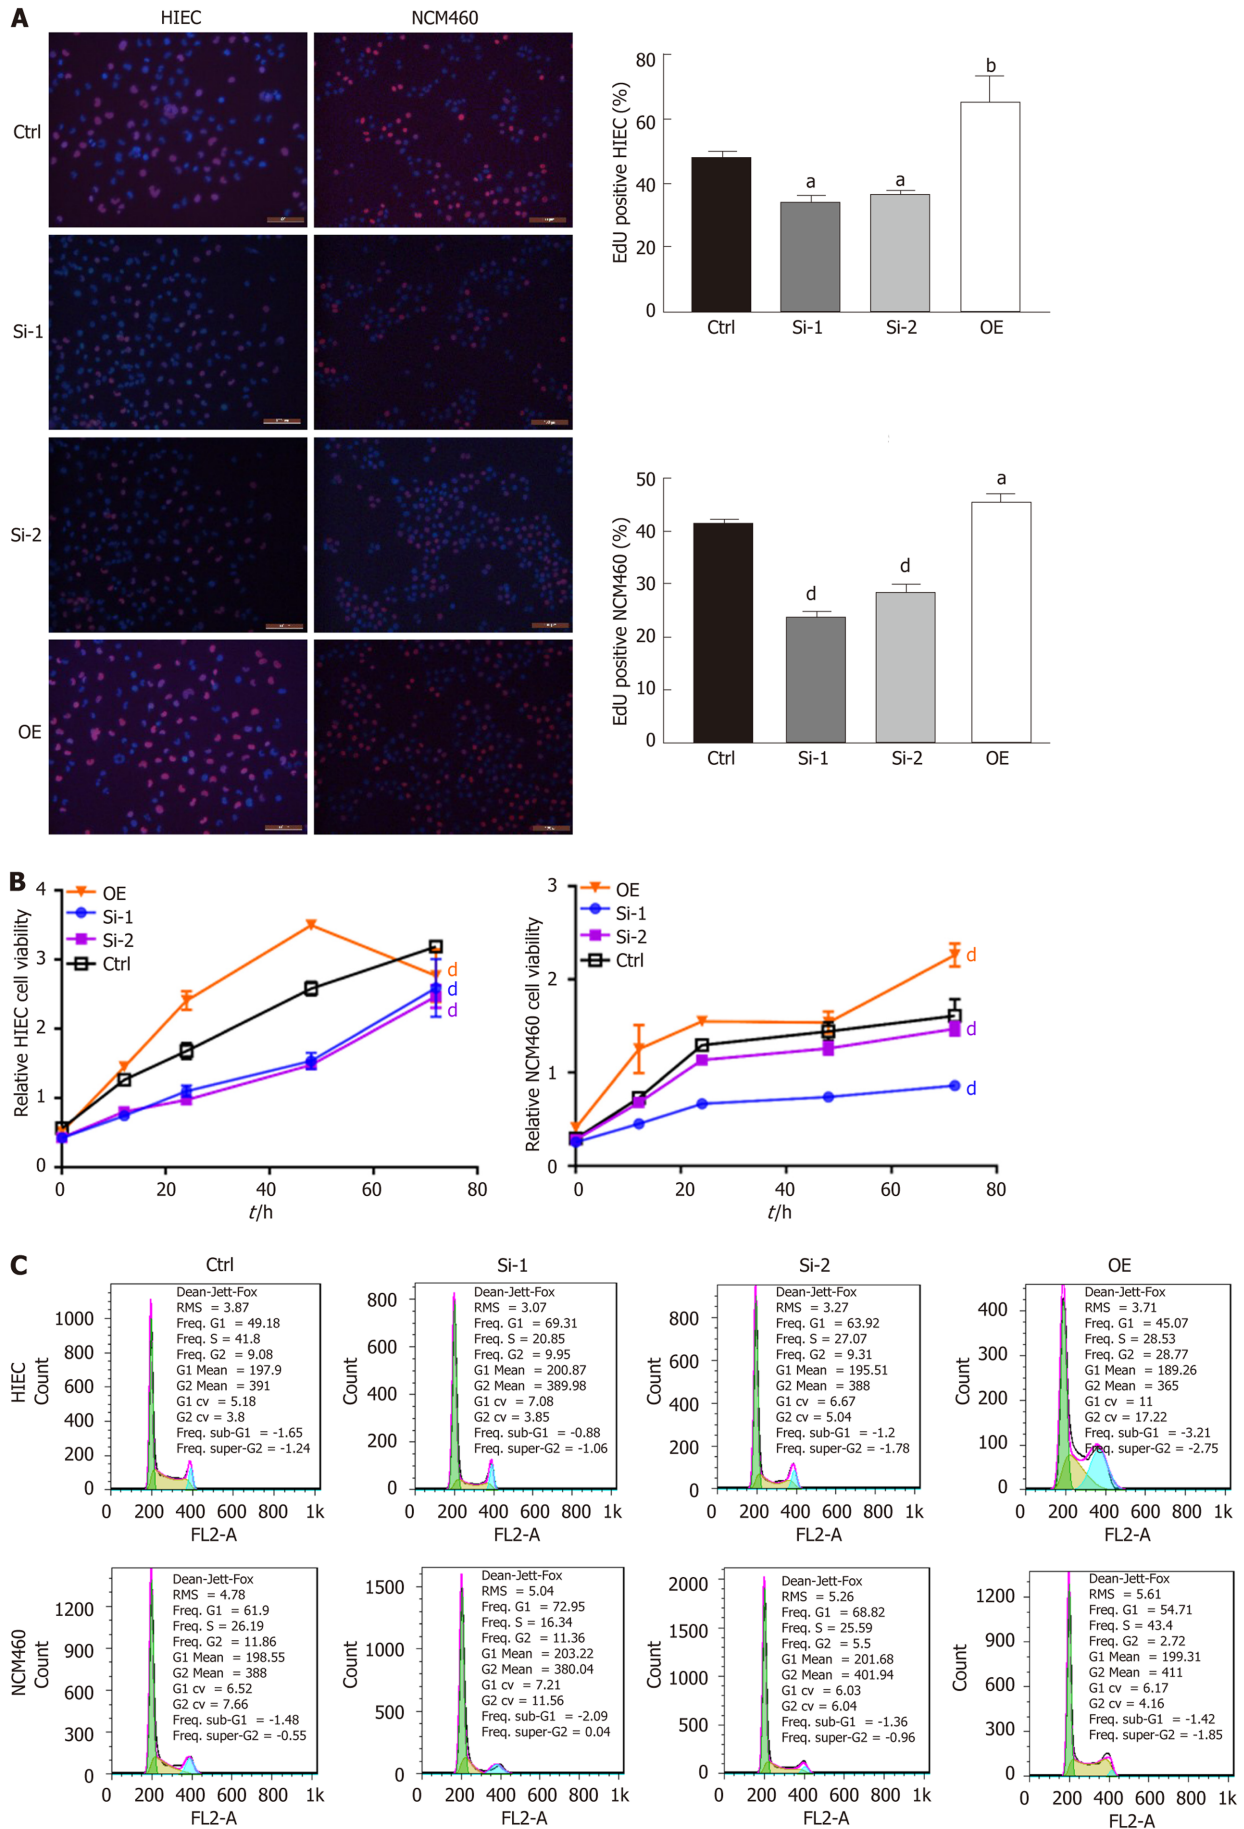 A
HIEC
NCM460
Ctrl
Si-1
Si-2
OE
EdU positive HIEC (%)
80
60
40
20
0
a
a
b
Ctrl
Si-1
Si-2
OE
EdU positive NCM460 (%)
50
40
30
20
10
0
d
d
a
Ctrl
Si-1
Si-2
OE
B
Relative HIEC cell viability
4
3
2
1
0
OE
Si-1
Si-2
Ctrl
d
d
d
0
20
40
60
80
t/h
Relative NCM460 cell viability
3
2
1
0
OE
Si-1
Si-2
Ctrl
d
d
d
0
20
40
60
80
t/h
C
Ctrl
Si-1
Si-2
OE
HIEC
Count
1000
800
600
400
200
0
Dean-Jett-Fox
RMS = 3.87
Freq. G1 = 49.18
Freq. S = 41.8
Freq. G2 = 9.08
G1 Mean = 197.9
G2 Mean = 391
G1 cv = 5.18
G2 cv = 3.8
Freq. sub-G1 = -1.65
Freq. super-G2 = -1.24
0 200 400 600 800 1k
FL2-A
Count
800
600
400
200
0
Dean-Jett-Fox
RMS = 3.07
Freq. G1 = 69.31
Freq. S = 20.85
Freq. G2 = 9.95
G1 Mean = 200.87
G2 Mean = 389.98
G1 cv = 7.08
G2 cv = 3.85
Freq. sub-G1 = -0.88
Freq. super-G2 = -1.06
0 200 400 600 800 1k
FL2-A
Count
800
600
400
200
0
Dean-Jett-Fox
RMS = 3.27
Freq. G1 = 63.92
Freq. S = 27.07
Freq. G2 = 9.31
G1 Mean = 195.51
G2 Mean = 388
G1 cv = 6.67
G2 cv = 5.04
Freq. sub-G1 = -1.2
Freq. super-G2 = -1.78
0 200 400 600 800 1k
FL2-A
Count
400
300
200
100
0
Dean-Jett-Fox
RMS = 3.71
Freq. G1 = 45.07
Freq. S = 28.53
Freq. G2 = 28.77
G1 Mean = 189.26
G2 Mean = 365
G1 cv = 11
G2 cv = 17.22
Freq. sub-G1 = -3.21
Freq. super-G2 = -2.75
0 200 400 600 800 1k
FL2-A
NCM460
Count
1200
900
600
300
0
Dean-Jett-Fox
RMS = 4.78
Freq. G1 = 61.9
Freq. S = 26.19
Freq. G2 = 11.86
G1 Mean = 198.55
G2 Mean = 388
G1 cv = 6.52
G2 cv = 7.66
Freq. sub-G1 = -1.48
Freq. super-G2 = -0.55
0 200 400 600 800 1k
FL2-A
Count
1500
1000
500
0
Dean-Jett-Fox
RMS = 5.04
Freq. G1 = 72.95
Freq. S = 16.34
Freq. G2 = 11.36
G1 Mean = 203.22
G2 Mean = 380.04
G1 cv = 7.21
G2 cv = 11.56
Freq. sub-G1 = -2.09
Freq. super-G2 = 0.04
0 200 400 600 800 1k
FL2-A
Count
2000
1500
1000
500
0
Dean-Jett-Fox
RMS = 5.26
Freq. G1 = 68.82
Freq. S = 25.59
Freq. G2 = 5.5
G1 Mean = 201.68
G2 Mean = 401.94
G1 cv = 6.03
G2 cv = 6.04
Freq. sub-G1 = -1.36
Freq. super-G2 = -0.96
0 200 400 600 800 1k
FL2-A
Count
1200
900
600
300
0
Dean-Jett-Fox
RMS = 5.61
Freq. G1 = 54.71
Freq. S = 43.4
Freq. G2 = 2.72
G1 Mean = 199.31
G2 Mean = 411
G1 cv = 6.17
G2 cv = 4.16
Freq. sub-G1 = -1.42
Freq. super-G2 = -1.85
0 200 400 600 800 1k
FL2-A